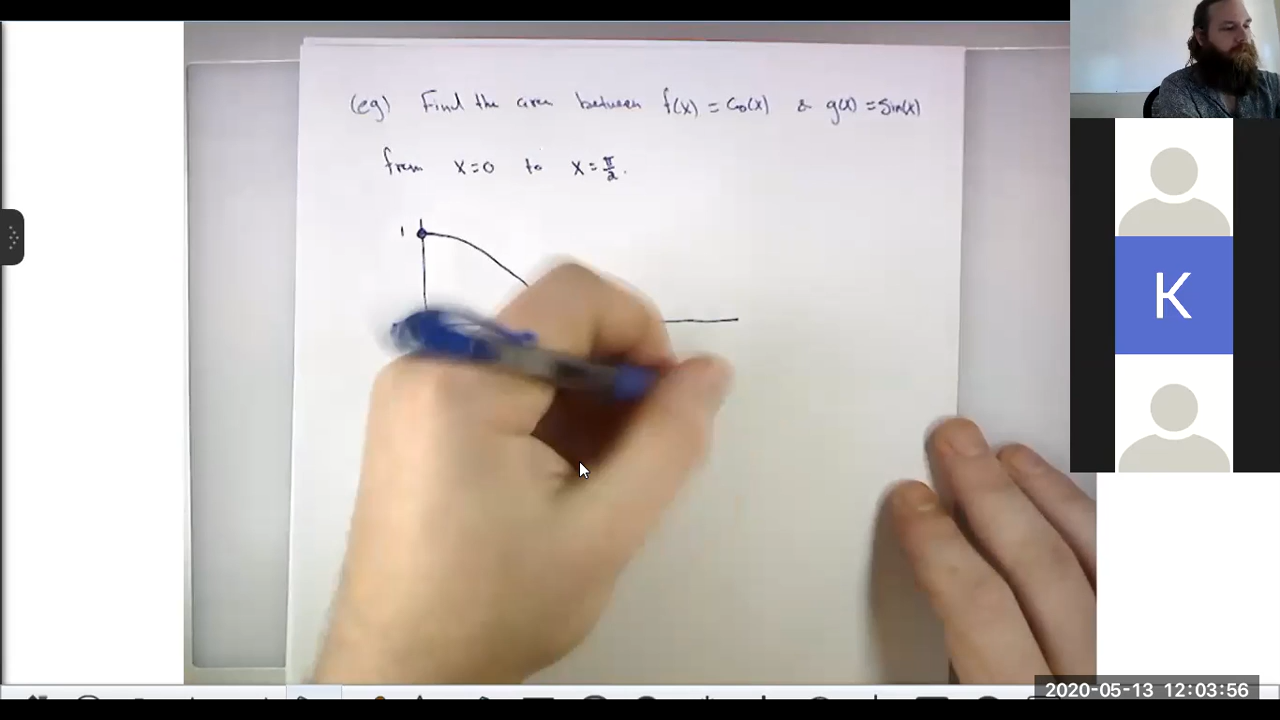 (eg) Find the area between f(x) = Cos(x) & g(x) = Sin(x)
from x=0 to x=π/2.
1
K
2020-05-13 12:03:56